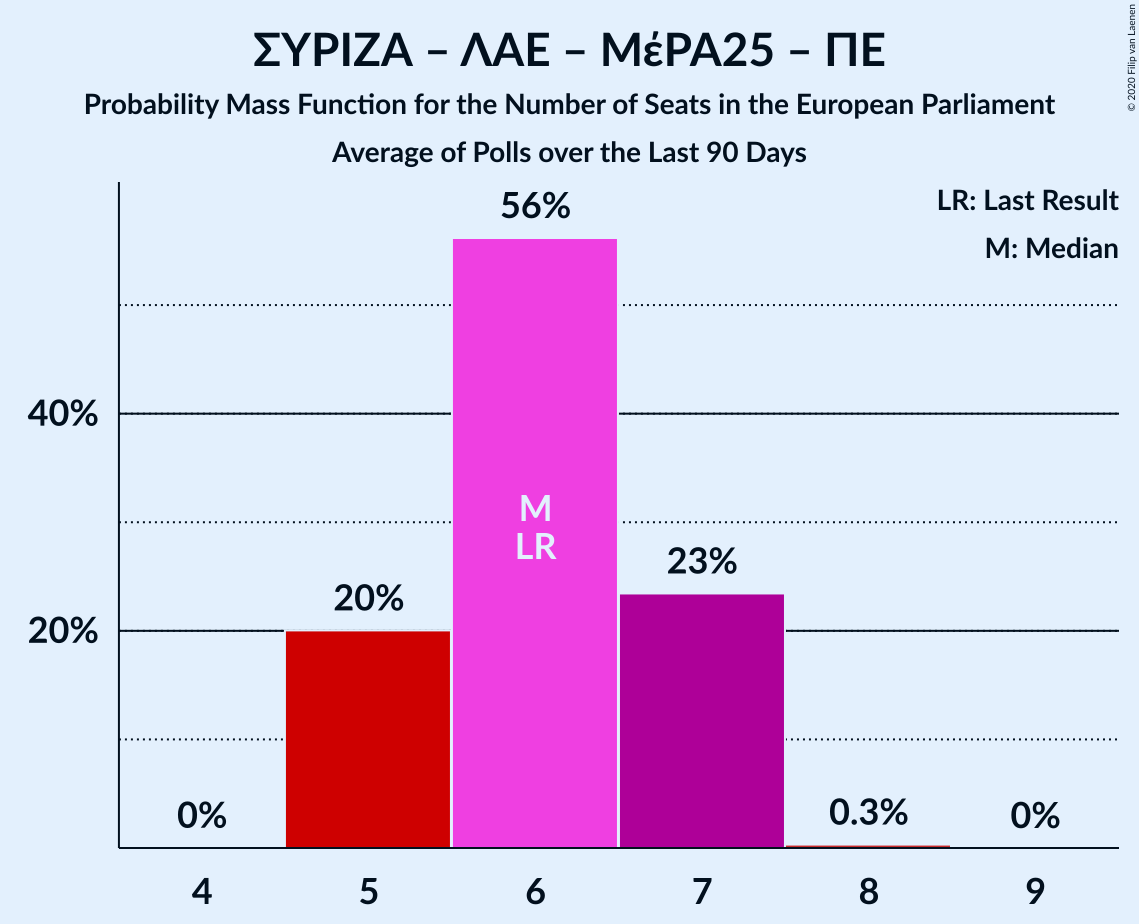 ΣΥΡΙΖΑ – ΛΑΕ – ΜέΡΑ25 – ΠΕ
Probability Mass Function for the Number of Seats in the European Parliament
Average of Polls over the Last 90 Days
© 2020 Filip van Laenen
LR: Last Result
M: Median
56%
40%
M
LR
23%
20%
20%
0%
0.3%
0%
4 5 6 7 8 9